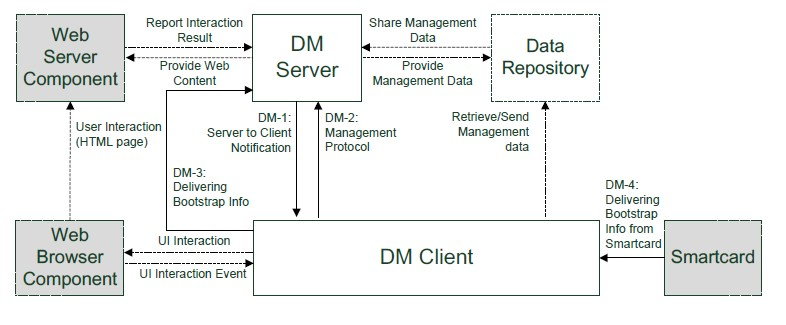 Web
Server
Component
Report Interaction
Result
Provide Web
Content
DM
Server
Share Management
Data
Provide
Management Data
Data
Repository
User Interaction
(HTML page)
DM-1:
Server to Client
Notification
DM-2:
Management
Protocol
Retrieve/Send
Management
data
DM-3:
Delivering
Bootstrap Info
DM-4:
Delivering
Bootstrap
Info from
Smartcard
Web
Browser
Component
UI Interaction
UI Interaction Event
DM Client
Smartcard